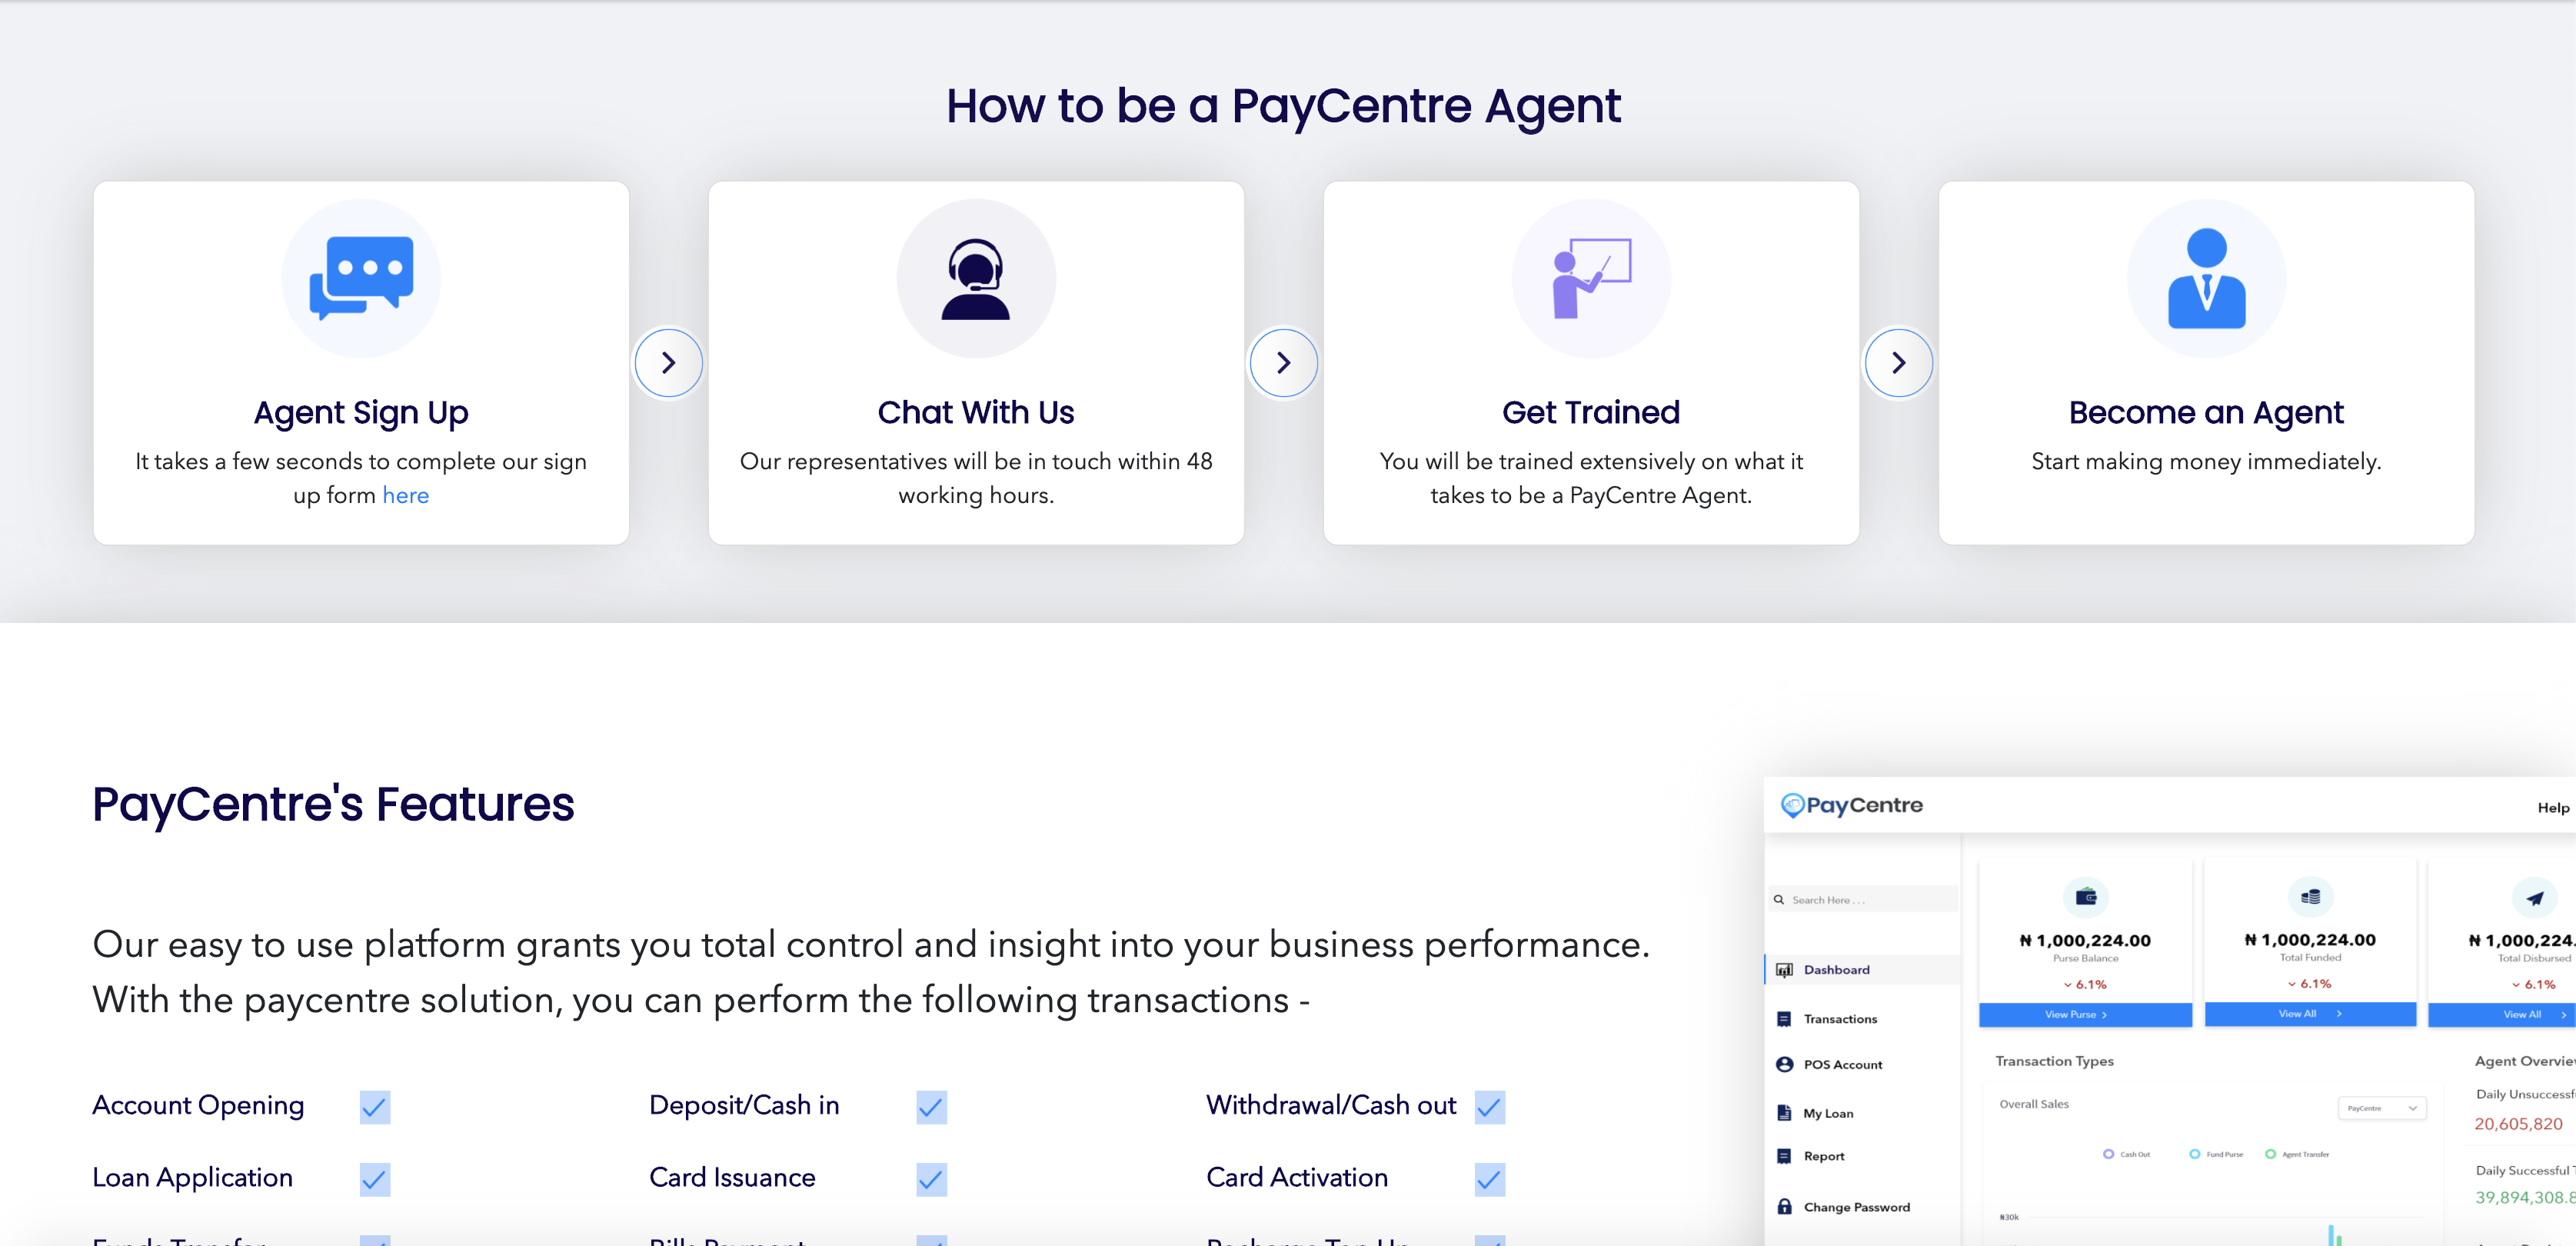 How to be a PayCentre Agent
Agent Sign Up
It takes a few seconds to complete our sign
up form here
Chat With Us
Our representatives will be in touch within 48
working hours.
Get Trained
You will be trained extensively on what it
takes to be a PayCentre Agent.
Become an Agent
Start making money immediately.
PayCentre's Features
Our easy to use platform grants you total control and insight into your business performance.
With the paycentre solution, you can perform the following transactions -
Account Opening
Deposit/Cash in
Withdrawal/Cash out
Loan Application
Card Issuance
Card Activation
Funds Transfer
Bills Payment
Recharge Top Up
PayCentre
Help
Search Here . . .
Dashboard
Transactions
POS Account
My Loan
Report
Change Password
₦ 1,000,224.00
Purse Balance
6.1%
View Purse
₦ 1,000,224.00
Total Funded
6.1%
View All
₦ 1,000,224.
Total Disbursed
6.1%
View All
Transaction Types
Overall Sales
PayCentre
Cash Out
Fund Purse
Agent Transfer
₦30k
Agent Overvie
Daily Unsuccessf
20,605,820
Daily Successful T
39,894,308.8